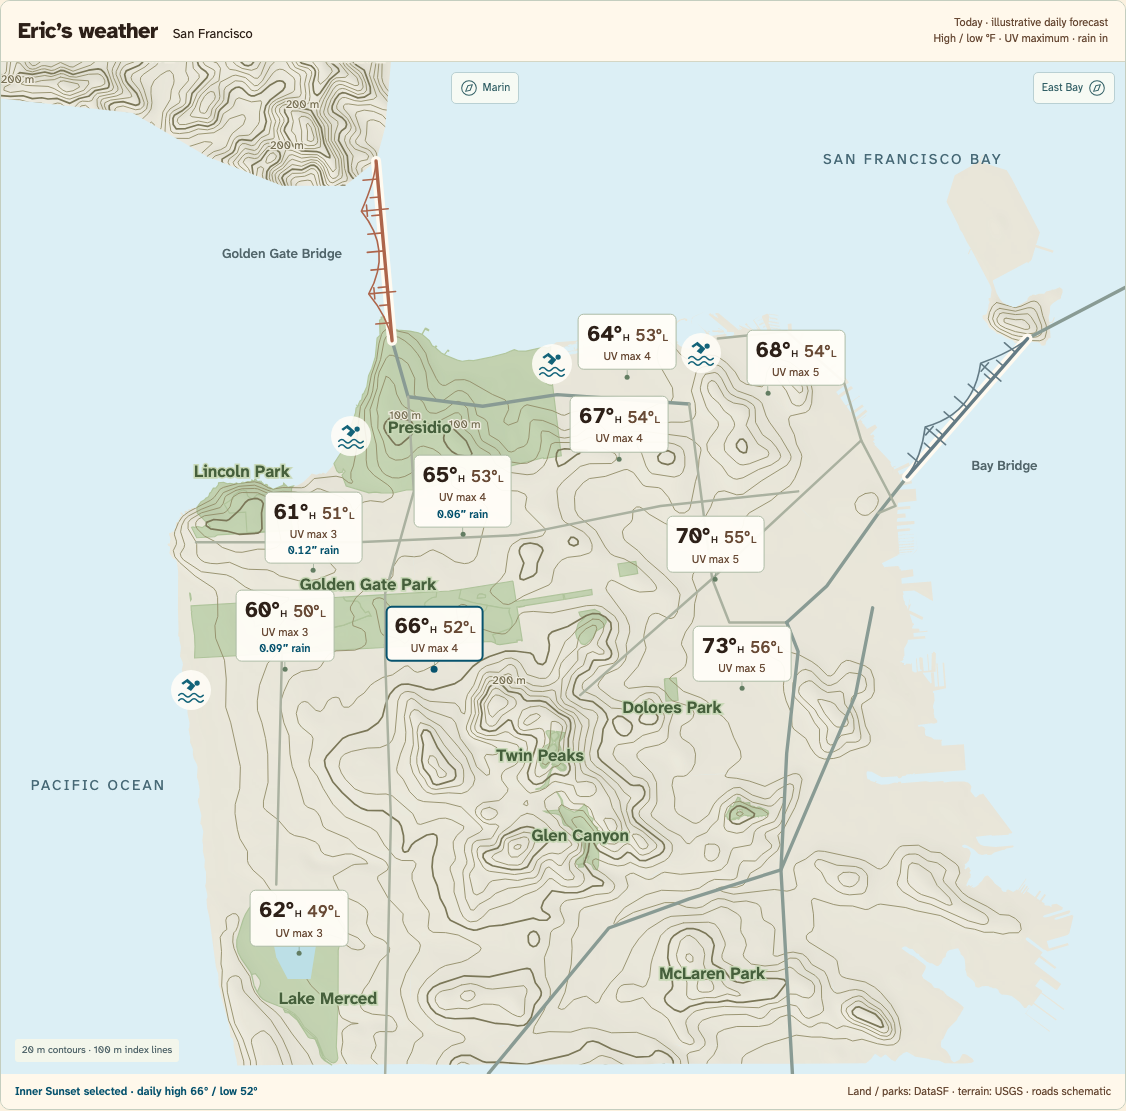 Eric's weather San Francisco
Today · illustrative daily forecast
High / low °F · UV maximum · rain in
200 m
Marin
East Bay
200 m
200 m
SAN FRANCISCO BAY
Golden Gate Bridge
64°H 53°L
UV max 4
68°H 54°L
UV max 5
67°H 54°L
UV max 4
100 m
100 m
Presidio
Bay Bridge
Lincoln Park
65°H 53°L
UV max 4
0.06″ rain
61°H 51°L
UV max 3
0.12″ rain
70°H 55°L
UV max 5
Golden Gate Park
60°H 50°L
UV max 3
0.09″ rain
66°H 52°L
UV max 4
73°H 56°L
UV max 5
200 m
Dolores Park
Twin Peaks
PACIFIC OCEAN
Glen Canyon
62°H 49°L
UV max 3
McLaren Park
Lake Merced
20 m contours · 100 m index lines
Inner Sunset selected · daily high 66° / low 52°
Land / parks: DataSF · terrain: USGS · roads schematic